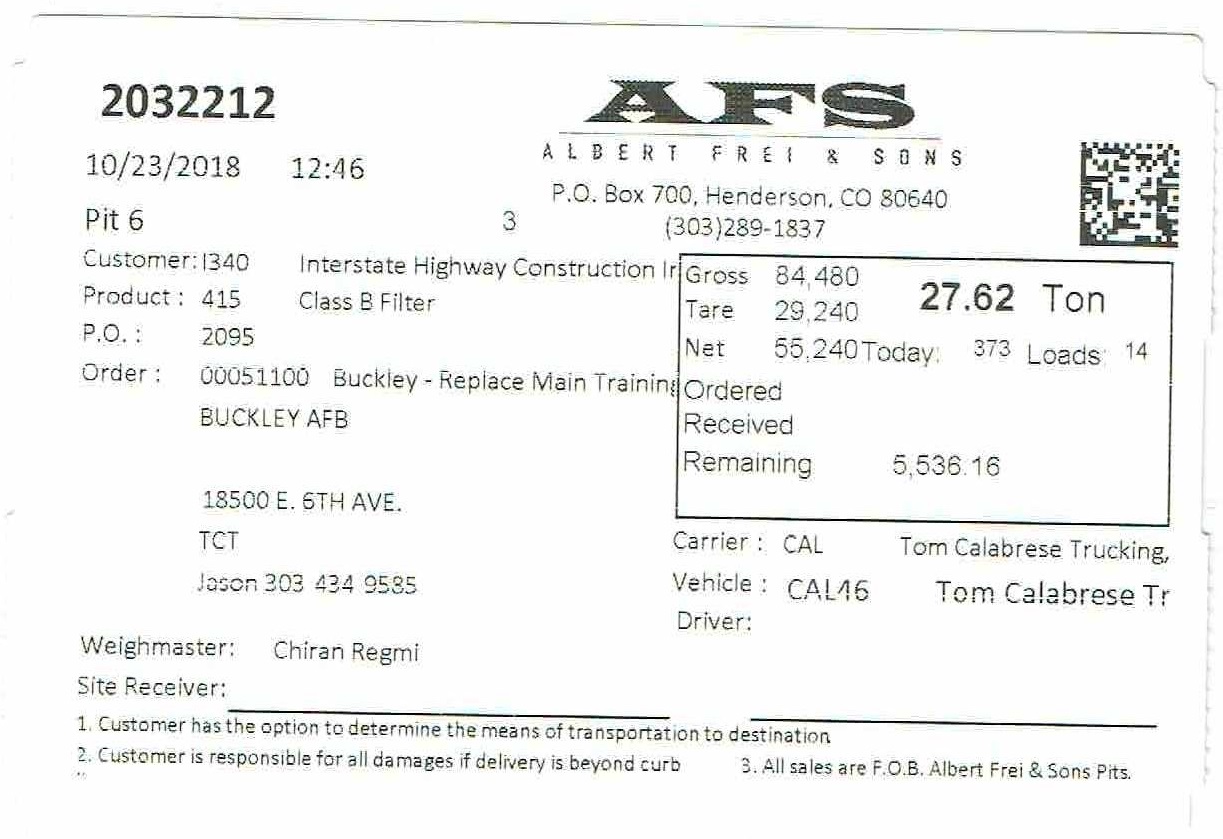 2032212
AFS
ALBERT FREI & SONS
10/23/2018 12:46
P.O. Box 700, Henderson, CO 80640
Pit 6 3 (303)289-1837
Customer: I340 Interstate Highway Construction Ir
Gross 84,480
27.62 Ton
Product : 415 Class B Filter
Tare 29,240
P.O. : 2095
Net 55,240 Today: 373 Loads: 14
Order : 00051100 Buckley - Replace Main Training
Ordered
BUCKLEY AFB
Received
Remaining 5,536.16
18500 E. 6TH AVE.
TCT
Carrier : CAL Tom Calabrese Trucking,
Jason 303 434 9585
Vehicle : CAL46 Tom Calabrese Tr
Driver:
Weighmaster: Chiran Regmi
Site Receiver:
1. Customer has the option to determine the means of transportation to destination
2. Customer is responsible for all damages if delivery is beyond curb 3. All sales are F.O.B. Albert Frei & Sons Pits.